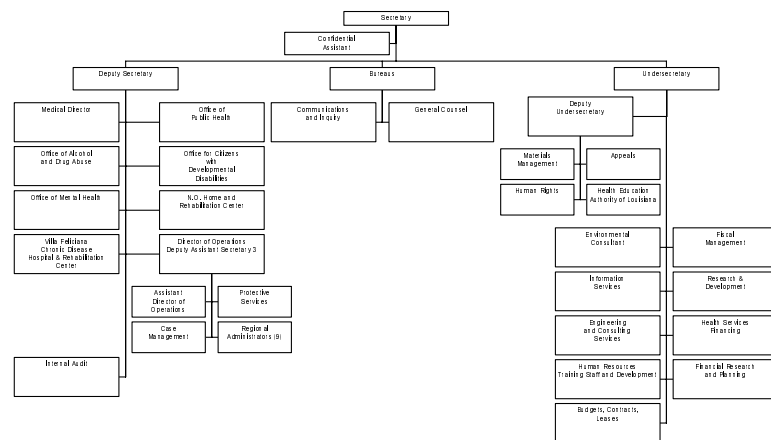 Secretary
Confidential
Assistant
Deputy Secretary
Bureaus
Undersecretary
Medical Director
Office of
Public Health
Communications
and Inquiry
General Counsel
Deputy
Undersecretary
Office of Alcohol
and Drug Abuse
Office for Citizens
with
Developmental
Disabilities
Materials
Management
Appeals
Office of Mental Health
N.O. Home and
Rehabilitation Center
Human Rights
Health Education
Authority of Louisiana
Villa Feliciana
Chronic Disease
Hospital & Rehabilitation
Center
Director of Operations
Deputy Assistant Secretary 3
Environmental
Consultant
Fiscal
Management
Assistant
Director of
Operations
Protective
Services
Information
Services
Research &
Development
Case
Management
Regional
Administrators (9)
Engineering
and Consulting
Services
Health Services
Financing
Internal Audit
Human Resources
Training Staff and Development
Financial Research
and Planning
Budgets, Contracts,
Leases